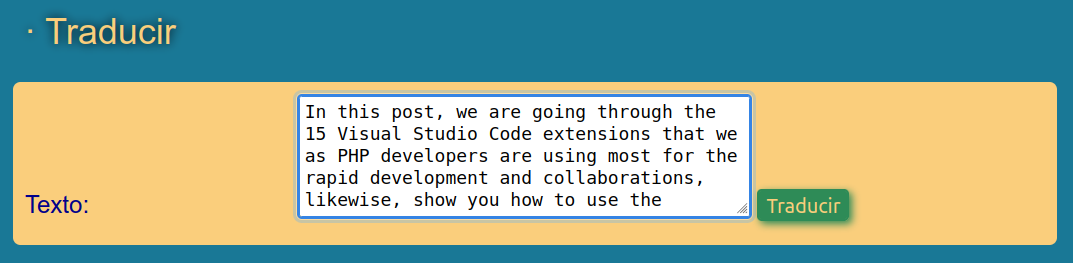 · Traducir
In this post, we are going through the
15 Visual Studio Code extensions that we
as PHP developers are using most for the
rapid development and collaborations,
likewise, show you how to use the
Texto:
Traducir